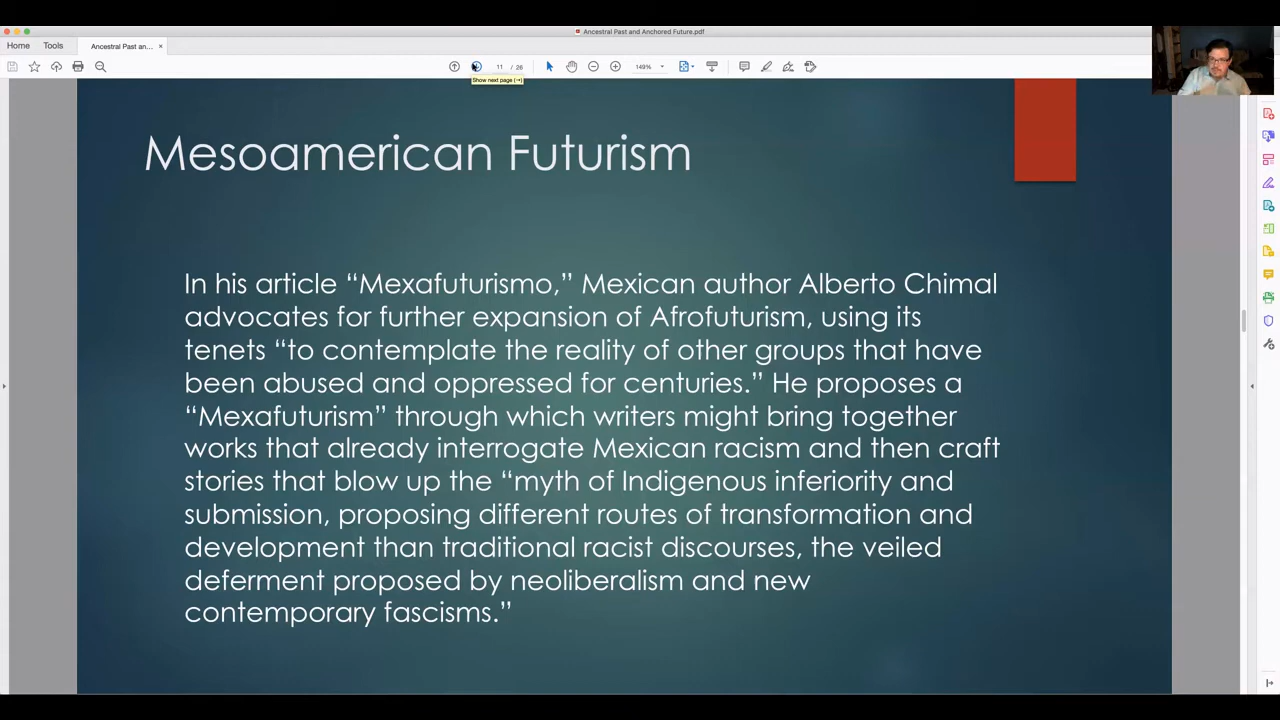 Ancestral Past and Anchored Future.pdf
Home
Tools
Ancestral Past an...
11 / 26
149%
Show next page (→)
Mesoamerican Futurism
In his article “Mexafuturismo,” Mexican author Alberto Chimal
advocates for further expansion of Afrofuturism, using its
tenets “to contemplate the reality of other groups that have
been abused and oppressed for centuries.” He proposes a
“Mexafuturism” through which writers might bring together
works that already interrogate Mexican racism and then craft
stories that blow up the “myth of Indigenous inferiority and
submission, proposing different routes of transformation and
development than traditional racist discourses, the veiled
deferment proposed by neoliberalism and new
contemporary fascisms.”